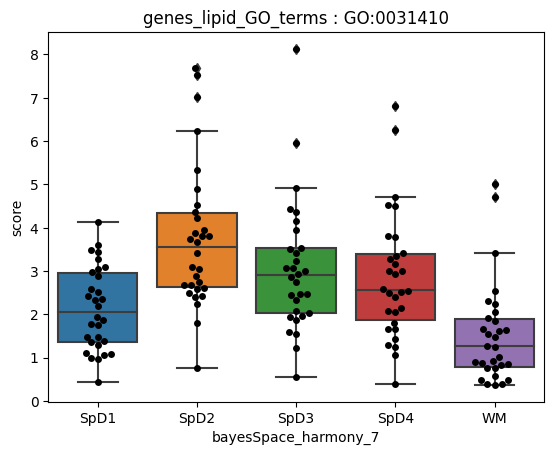 genes_lipid_GO_terms : GO:0031410
score
8
7
6
5
4
3
2
1
0
SpD1 SpD2 SpD3 SpD4 WM
bayesSpace_harmony_7